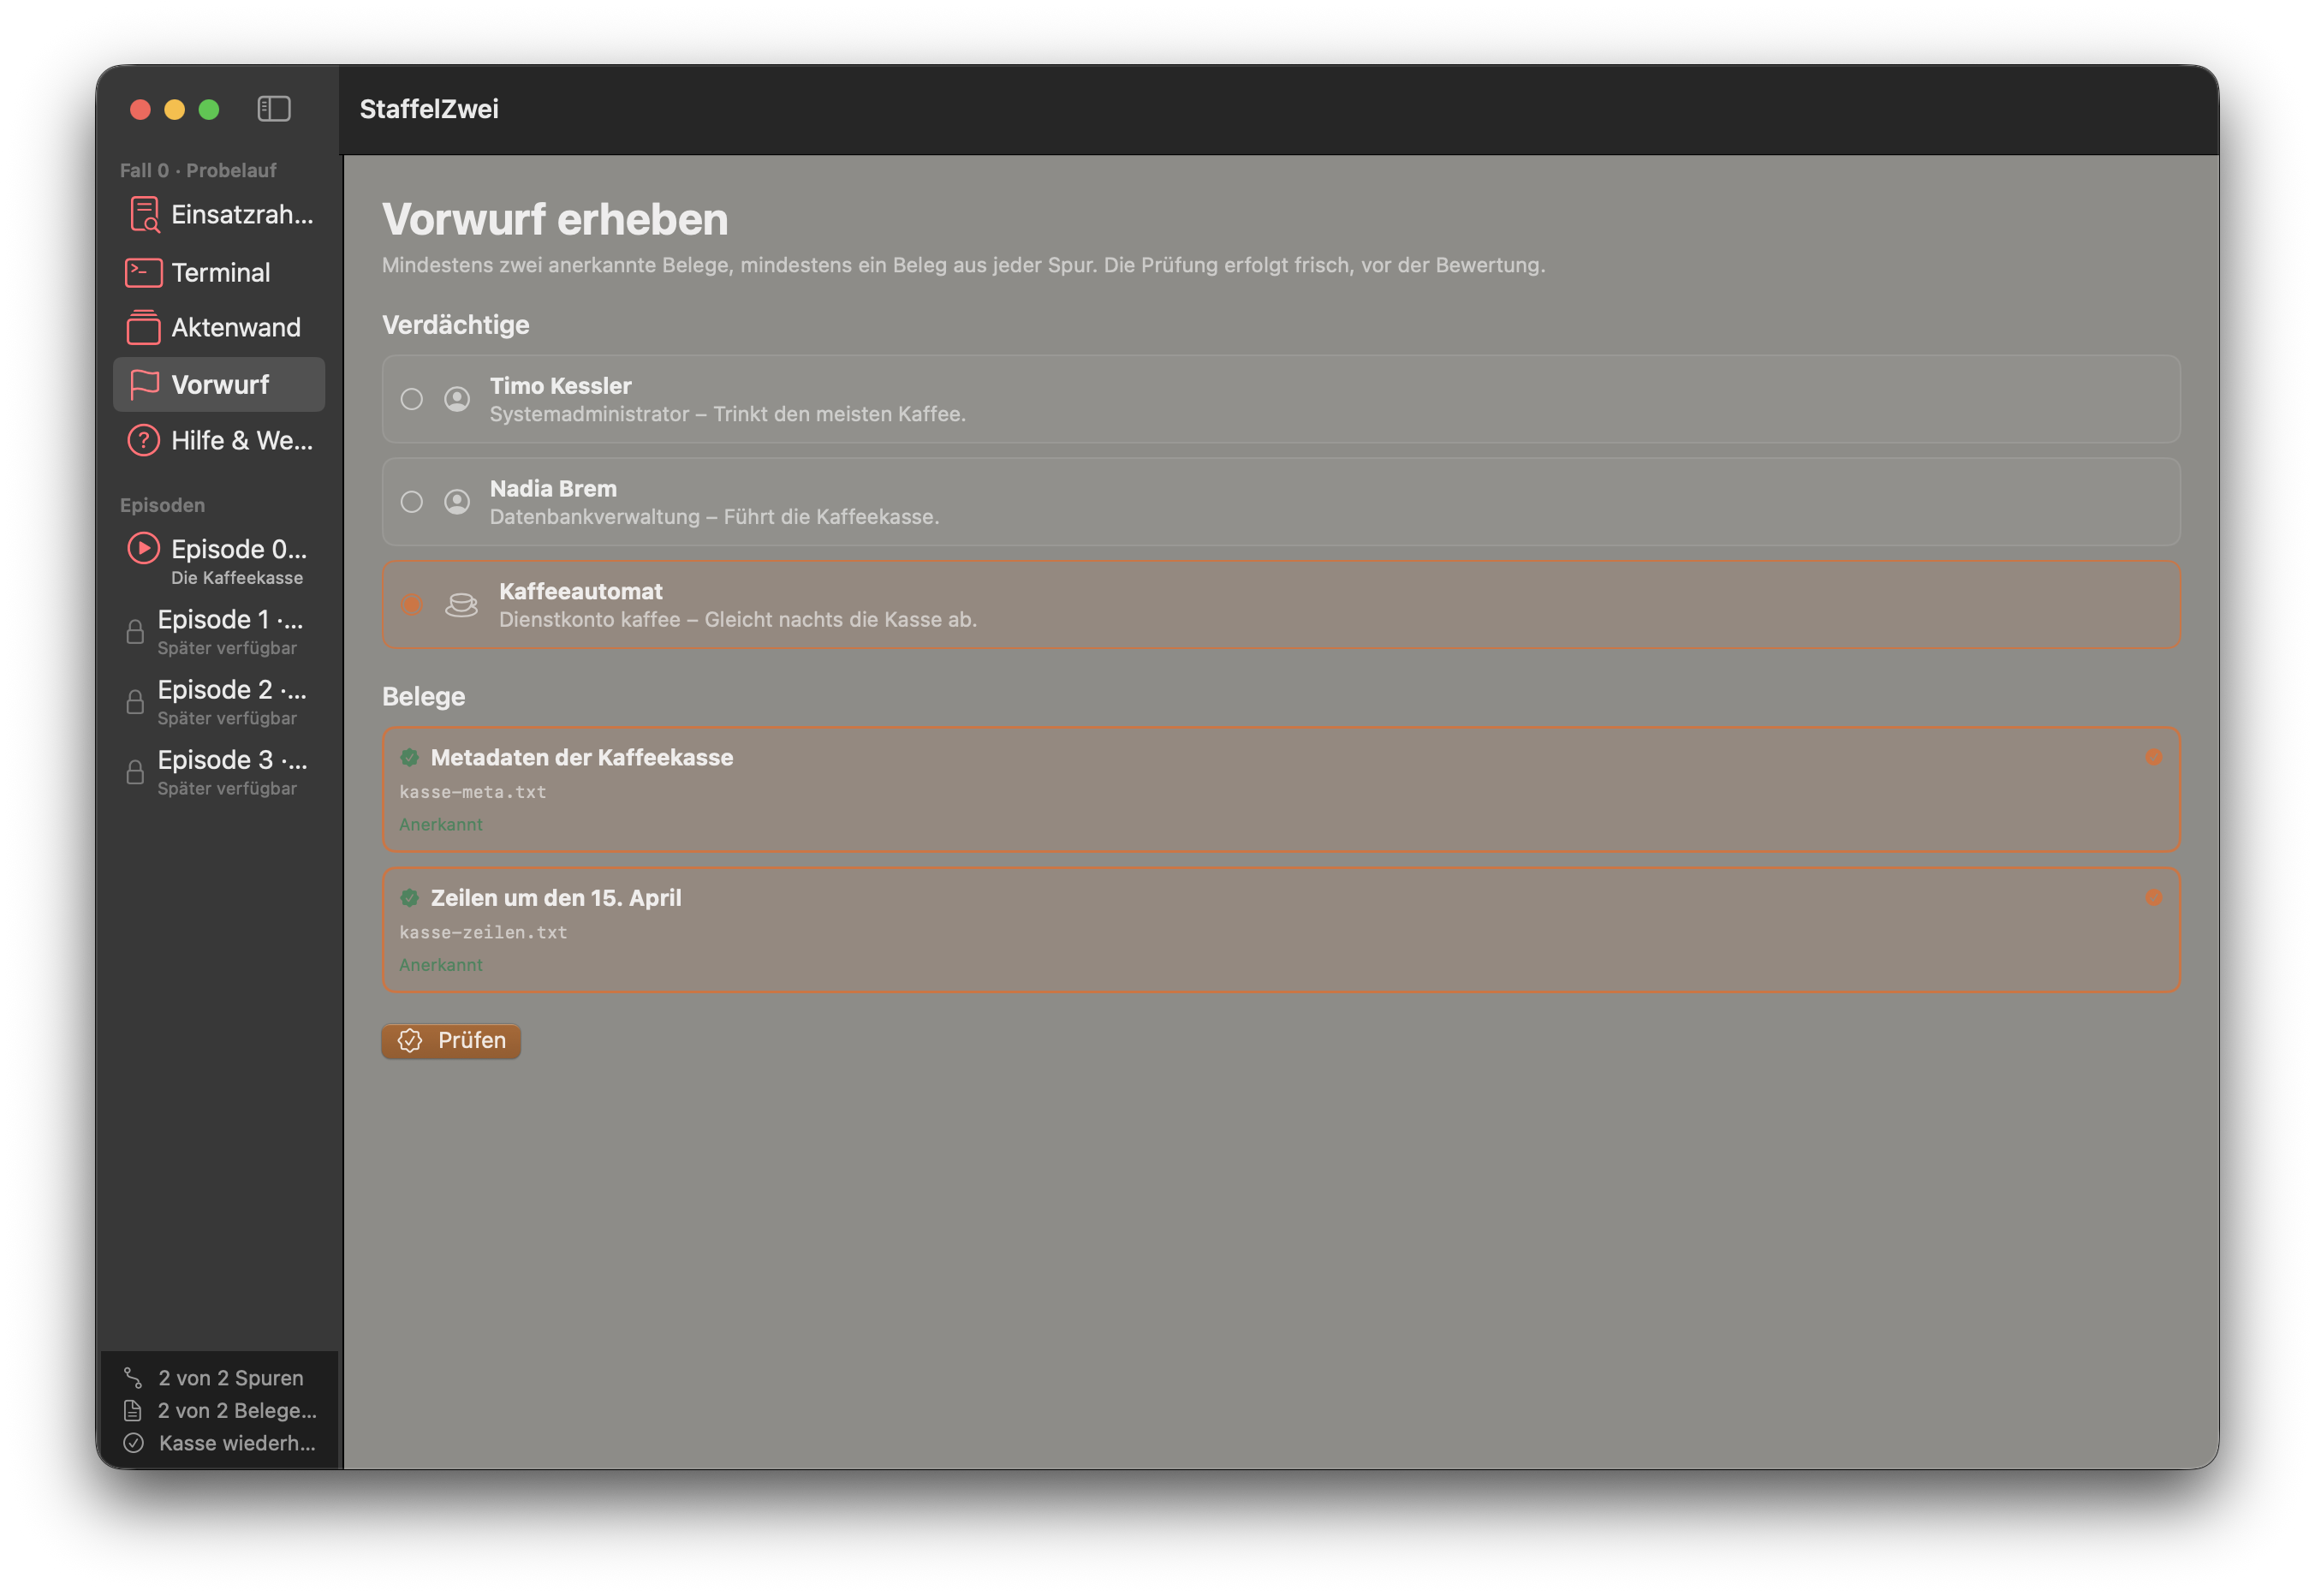 StaffelZwei
Fall 0 · Probelauf
Einsatzrah...
Terminal
Aktenwand
Vorwurf
Hilfe & We...
Episoden
Episode 0...
Die Kaffeekasse
Episode 1 ·...
Später verfügbar
Episode 2 ·...
Später verfügbar
Episode 3 ·...
Später verfügbar
2 von 2 Spuren
2 von 2 Belege...
Kasse wiederh...
Vorwurf erheben
Mindestens zwei anerkannte Belege, mindestens ein Beleg aus jeder Spur. Die Prüfung erfolgt frisch, vor der Bewertung.
Verdächtige
Timo Kessler
Systemadministrator – Trinkt den meisten Kaffee.
Nadia Brem
Datenbankverwaltung – Führt die Kaffeekasse.
Kaffeeautomat
Dienstkonto kaffee – Gleicht nachts die Kasse ab.
Belege
Metadaten der Kaffeekasse
kasse-meta.txt
Anerkannt
Zeilen um den 15. April
kasse-zeilen.txt
Anerkannt
Prüfen